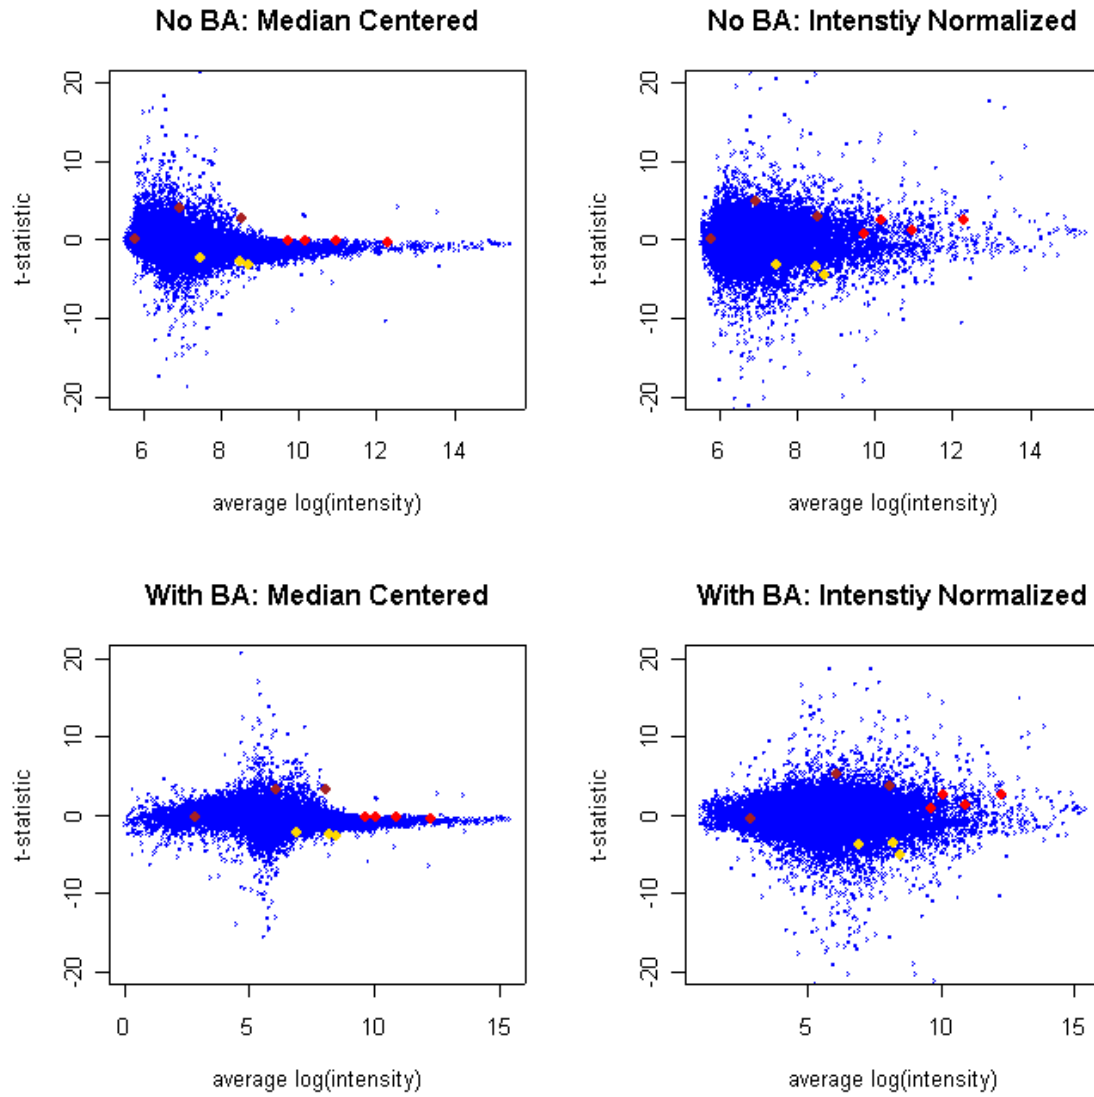 No BA: Median Centered
20
10
0
-10
-20
t-statistic
6 8 10 12 14
average log(intensity)
No BA: Intenstiy Normalized
20
10
0
-10
-20
t-statistic
6 8 10 12 14
average log(intensity)
With BA: Median Centered
20
10
0
-10
-20
t-statistic
0 5 10 15
average log(intensity)
With BA: Intenstiy Normalized
20
10
0
-10
-20
t-statistic
5 10 15
average log(intensity)